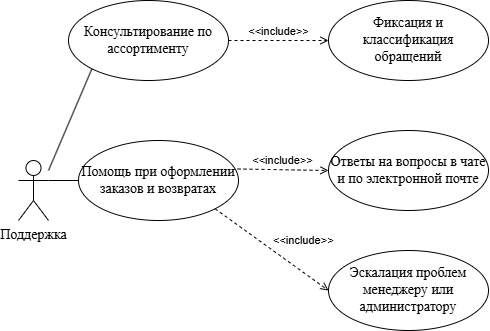 Консультирование по
ассортименту
<<include>>
Фиксация и
классификация
обращений
Помощь при оформлении
заказов и возвратах
<<include>>
Ответы на вопросы в чате
и по электронной почте
Поддержка
<<include>>
Эскалация проблем
менеджеру или
администратору